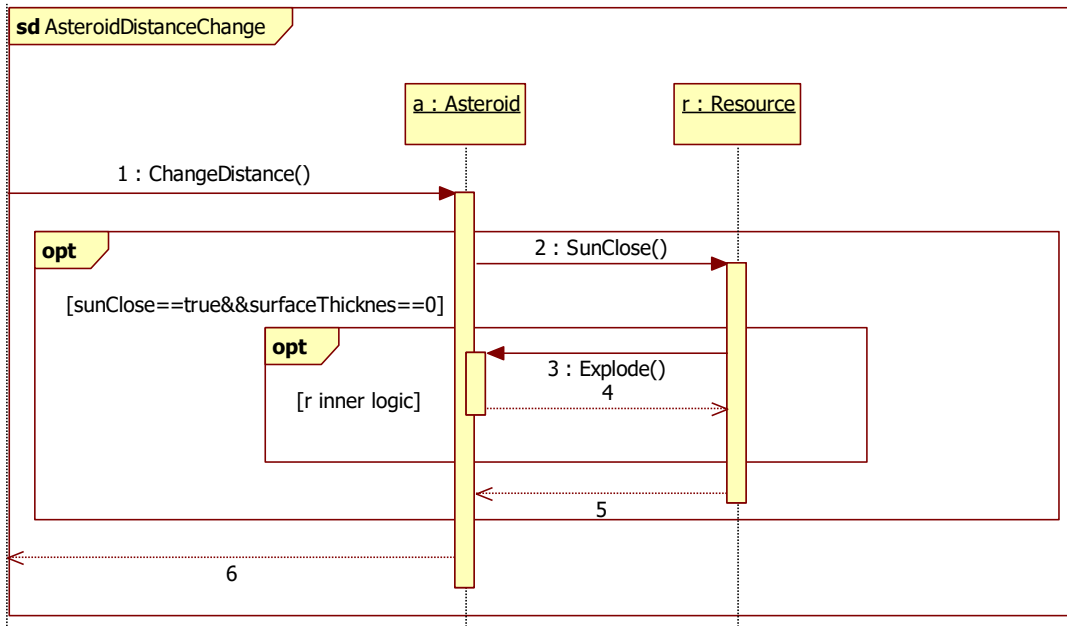 sd AsteroidDistanceChange
a : Asteroid
r : Resource
1 : ChangeDistance()
opt
2 : SunClose()
[sunClose==true&&surfaceThicknes==0]
opt
3 : Explode()
4
[r inner logic]
5
6